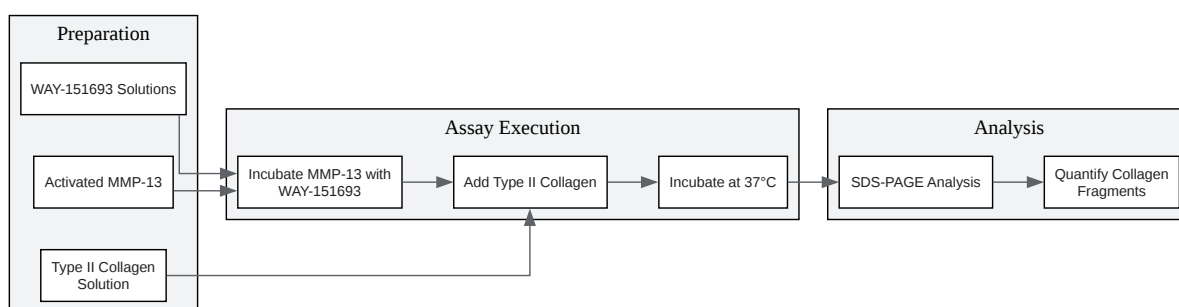 Preparation
WAY-151693 Solutions
Activated MMP-13
Type II Collagen
Solution
Assay Execution
Incubate MMP-13 with
WAY-151693
Add Type II Collagen
Incubate at 37°C
Analysis
SDS-PAGE Analysis
Quantify Collagen
Fragments